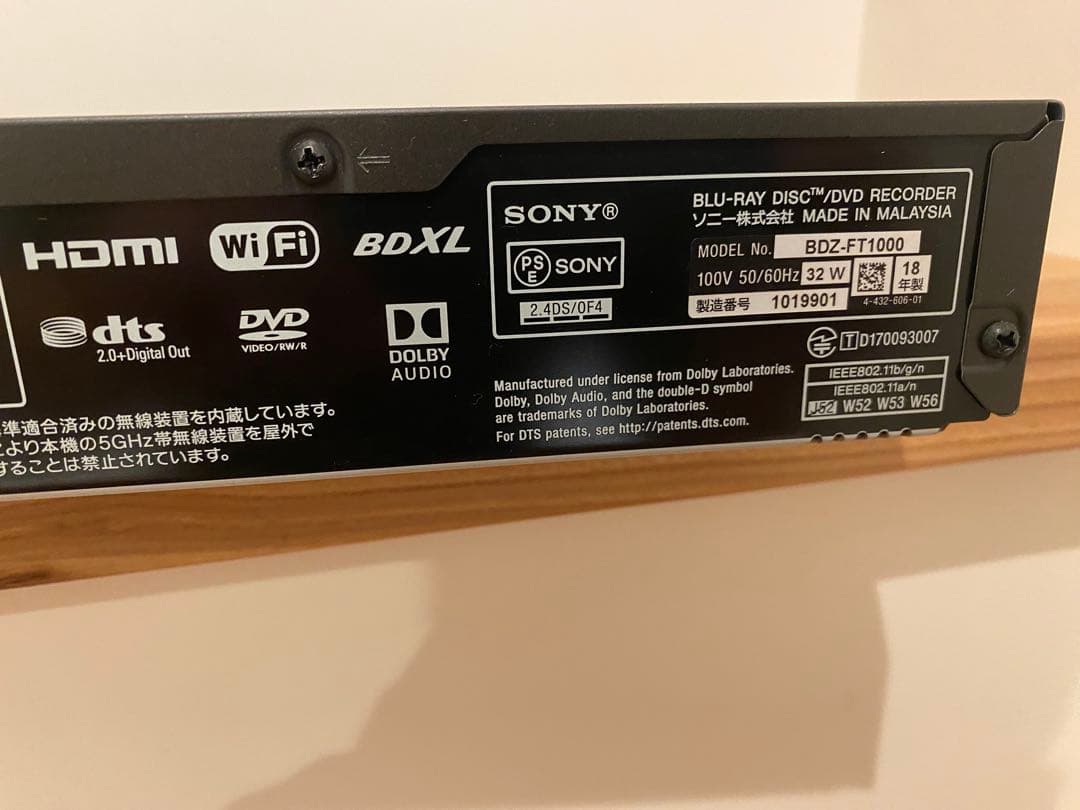 HDMI
Wi Fi
BDXL
dts
2.0+Digital Out
DVD
VIDEO/RW/R
DOLBY
AUDIO
準適合済みの無線装置を内蔵しています。
とより本機の5GHz帯無線装置を屋外で
することは禁止されています。
SONY®
PSE SONY
2.4DS/OF4
BLU-RAY DISC™/DVD RECORDER
ソニー株式会社 MADE IN MALAYSIA
MODEL No. BDZ-FT1000
100V 50/60Hz 32 W
18年製
製造番号 1019901
4-432-606-01
Manufactured under license from Dolby Laboratories.
Dolby, Dolby Audio, and the double-D symbol
are trademarks of Dolby Laboratories.
For DTS patents, see http://patents.dts.com.
T D170093007
IEEE802.11b/g/n
IEEE802.11a/n
J52 W52 W53 W56